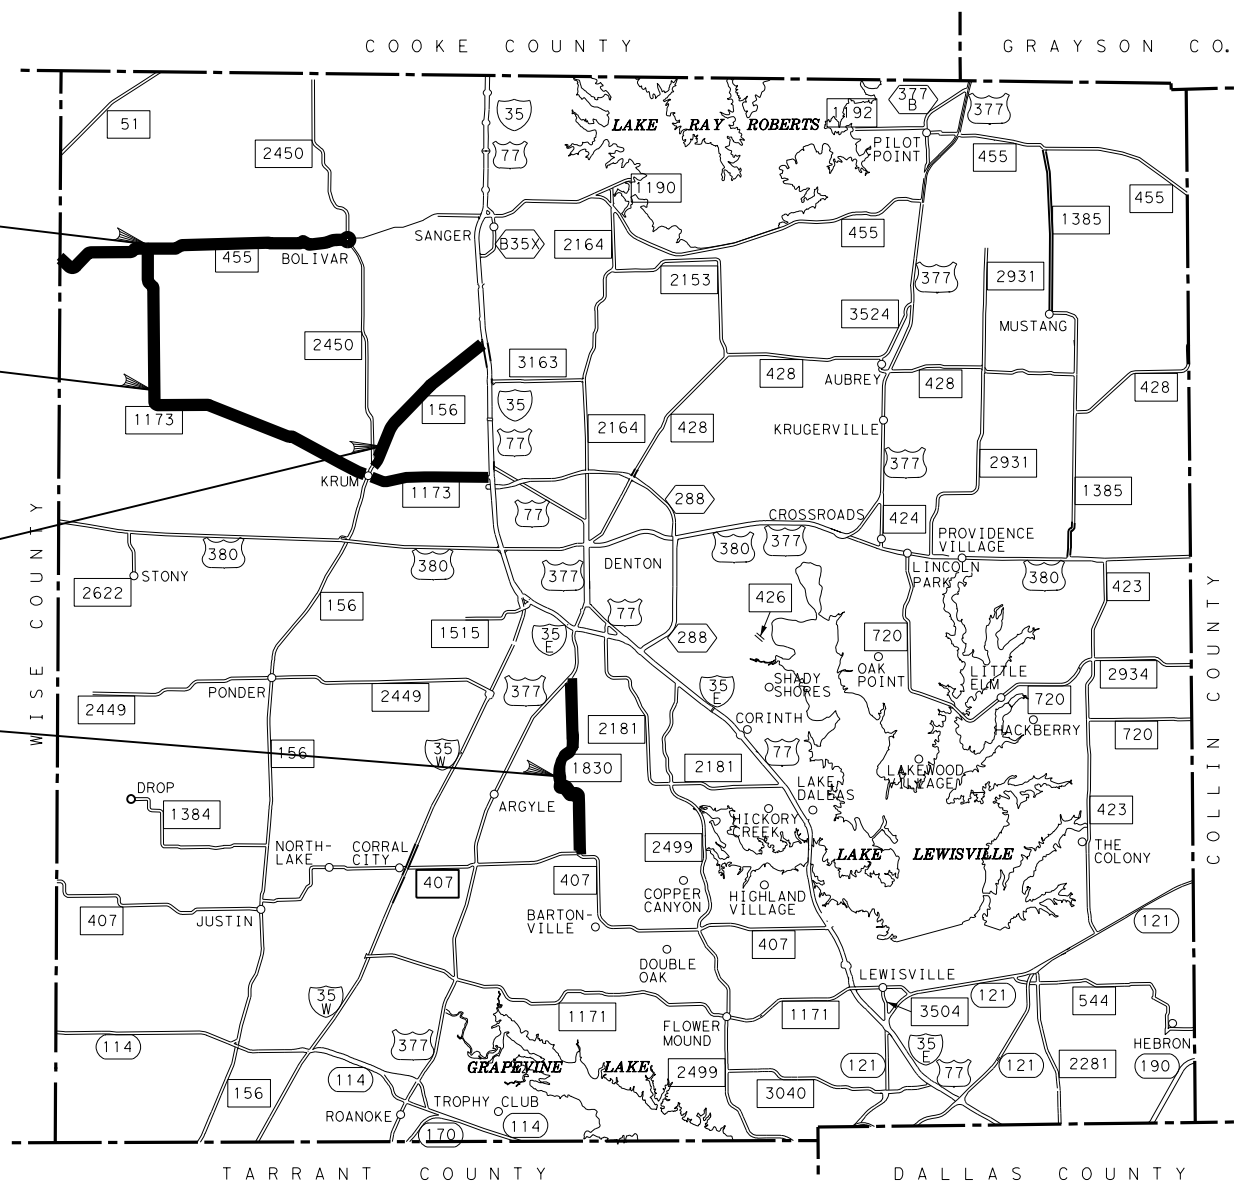 COOKE COUNTY
GRAYSON CO.
51
2450
35
77
LAKE RAY ROBERTS
1192
377
B
377
PILOT
POINT
455
455
1190
1385
SANGER
B35X
2164
455
455
BOLIVAR
2153
377
2931
3524
MUSTANG
2450
3163
428
AUBREY
428
428
1173
156
35
77
2164
428
KRUGERVILLE
377
2931
KRUM
1173
288
1385
77
CROSSROADS
424
PROVIDENCE
VILLAGE
WISE COUNTY
380
380
377
DENTON
380
377
LINCOLN
PARK
380
2622
STONY
423
COLLIN COUNTY
156
77
426
1515
35
E
288
720
OAK
POINT
LITTLE
ELM
2934
PONDER
2449
2449
377
SHADY
SHORES
35
E
720
CORINTH
HACKBERRY
720
2181
156
35
W
77
1830
2181
LAKEWOOD
VILLAGE
DROP
1384
ARGYLE
LAKE
DALLAS
423
HICKORY
CREEK
NORTH-
LAKE
CORRAL
CITY
2499
LAKE LEWISVILLE
THE
COLONY
407
407
COPPER
CANYON
HIGHLAND
VILLAGE
407
JUSTIN
BARTON-
VILLE
407
121
DOUBLE
OAK
LEWISVILLE
35
W
121
544
1171
1171
3504
FLOWER
MOUND
114
377
HEBRON
35
E
GRAPEVINE LAKE
2499
121
77
121
2281
190
114
156
3040
TROPHY CLUB
ROANOKE
114
170
TARRANT COUNTY
DALLAS COUNTY